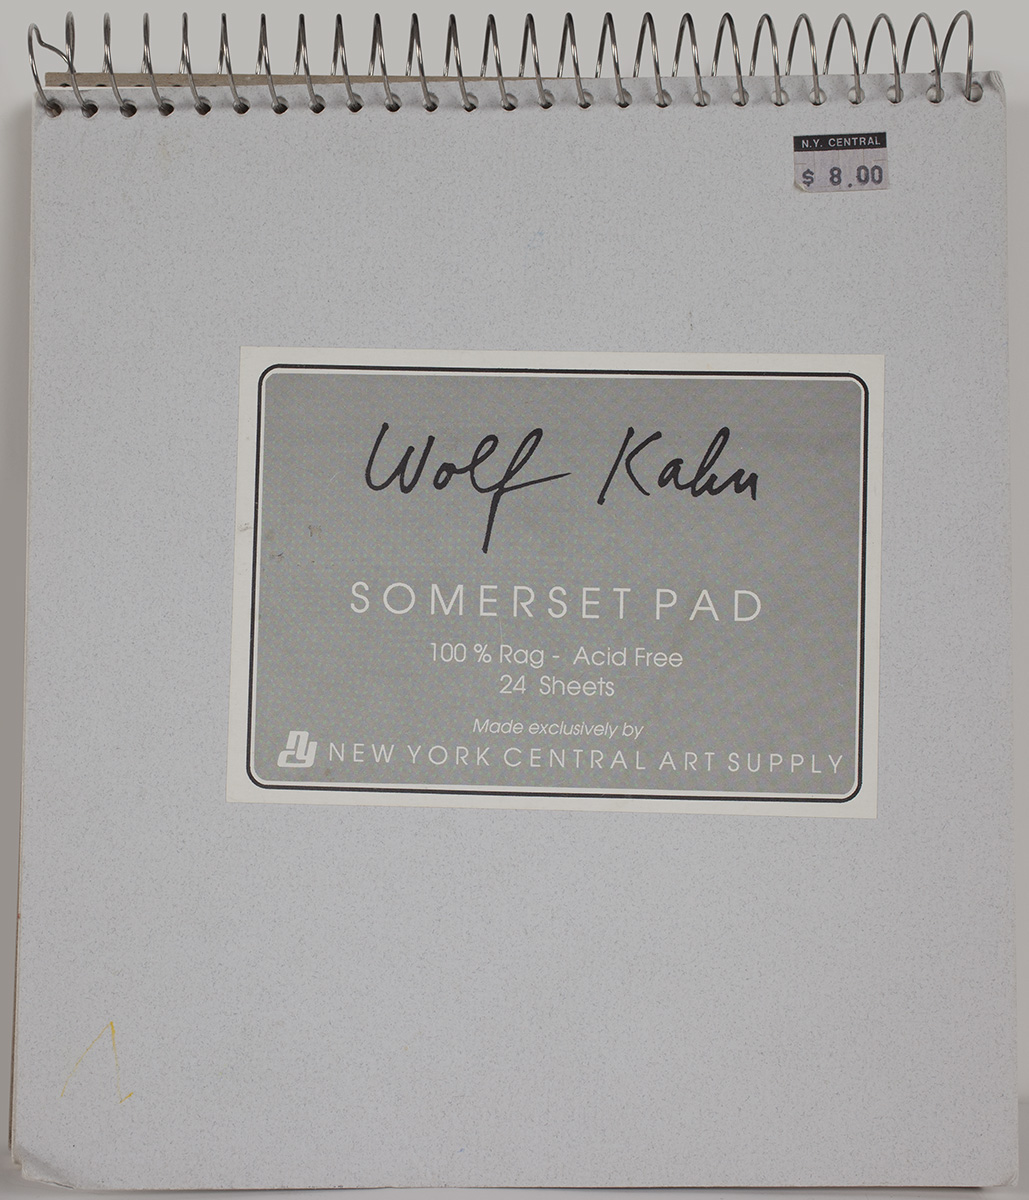 N.Y. CENTRAL
$ 8.00
Wolf Kahn
SOMERSET PAD
100 % Rag - Acid Free
24 Sheets
Made exclusively by
ny NEW YORK CENTRAL ART SUPPLY